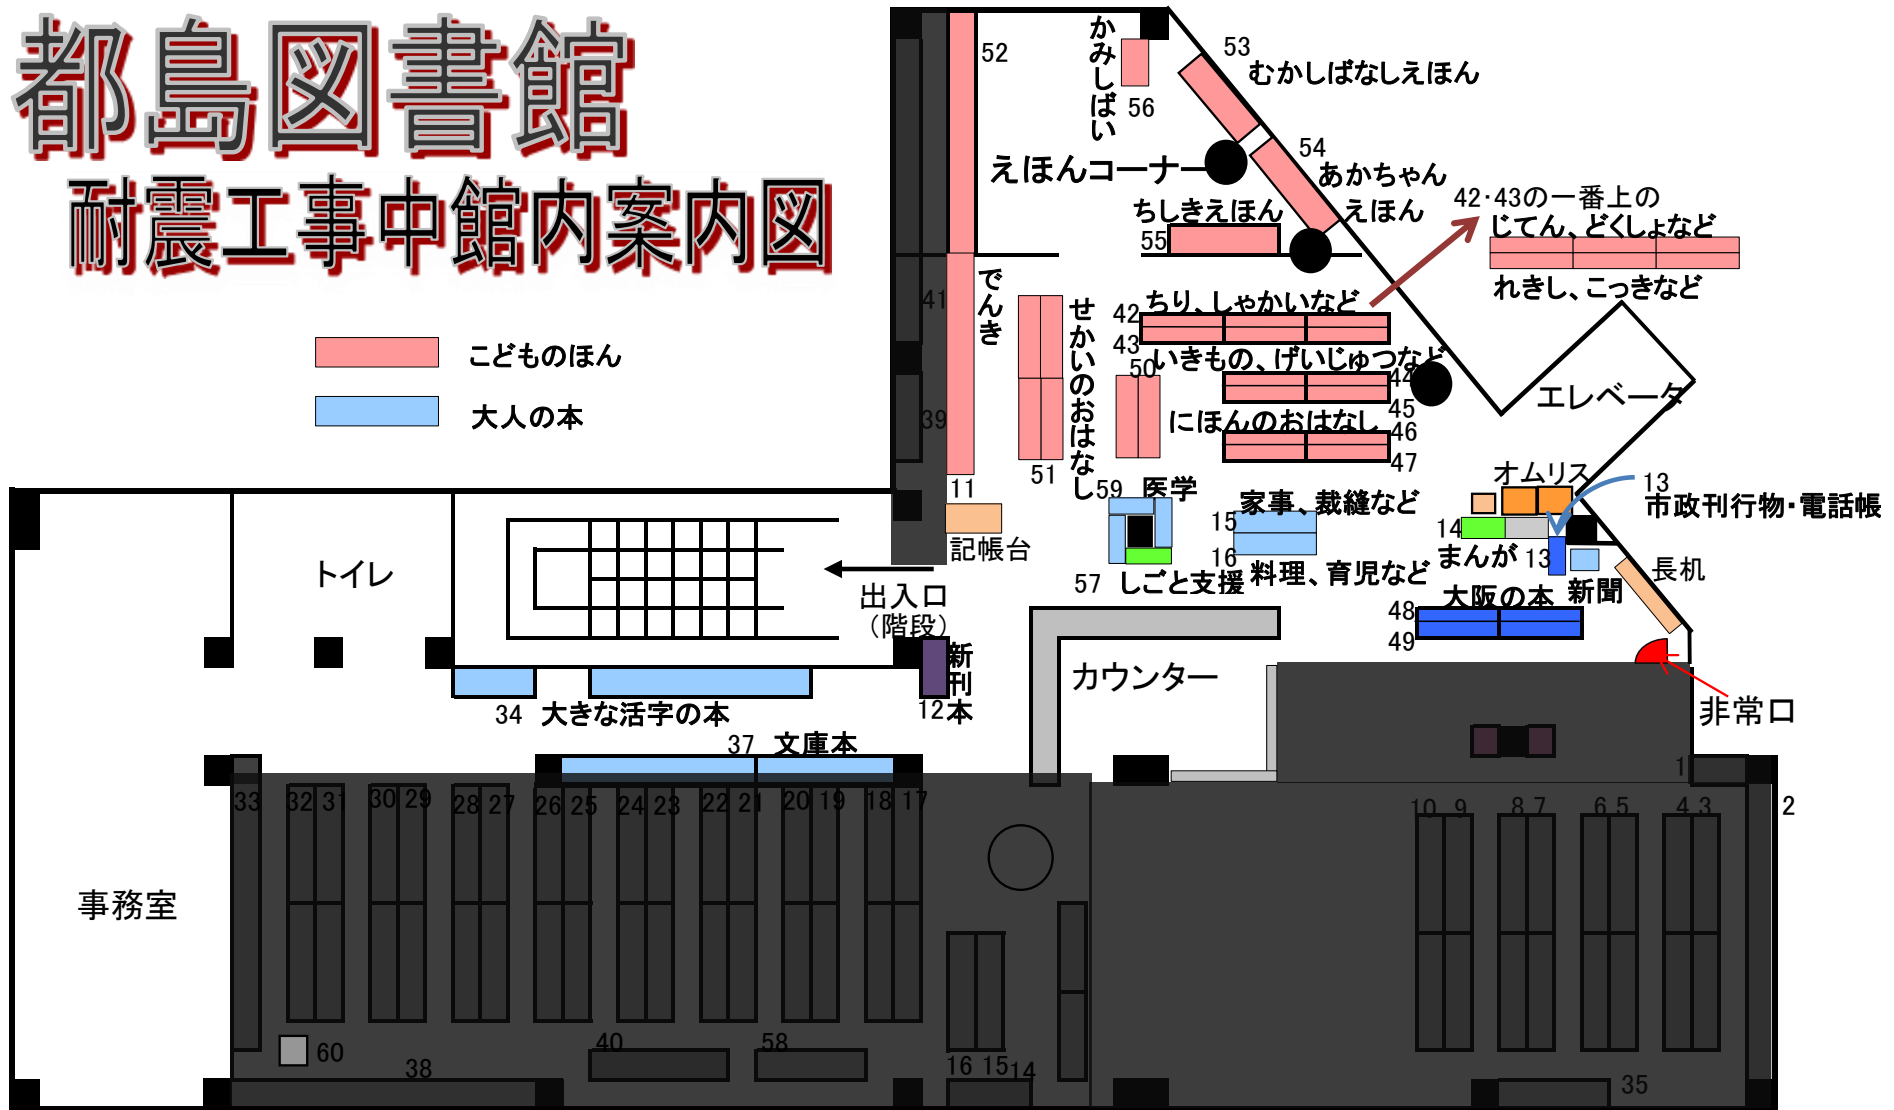 都島図書館
耐震工事中館内案内図
こどものほん
大人の本
52
かみしばい
56
53
むかしばなしえほん
えほんコーナー
54
あかちゃん
えほん
ちしきえほん
55
42・43の一番上の
じてん、どくしょなど
れきし、こっきなど
41
でんき
39
11
せかいのおはなし
51
42
ちり、しゃかいなど
43
いきもの、げいじゅつなど
50
44
45
にほんのおはなし
46
47
エレベータ
オムリス
13
市政刊行物・電話帳
59
医学
15
家事、裁縫など
16
料理、育児など
57
しごと支援
14
まんが
13
新聞
長机
大阪の本
48
49
記帳台
出入口
（階段）
トイレ
新刊本
12
カウンター
非常口
34
大きな活字の本
37
文庫本
事務室
33
32
31
30
29
28
27
26
25
24
23
22
21
20
19
18
17
10
9
8
7
6
5
4
3
1
2
60
38
40
58
16
15
14
35